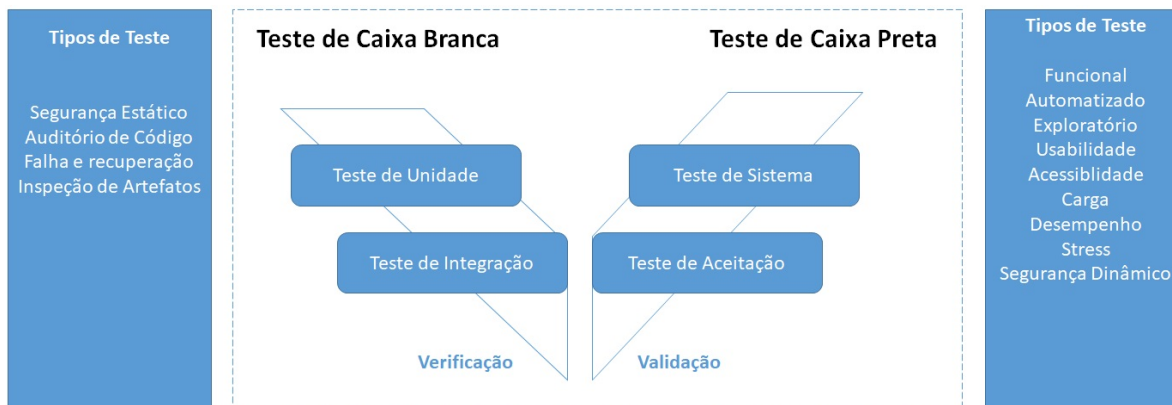 Tipos de Teste
Segurança Estático
Auditório de Código
Falha e recuperação
Inspeção de Artefatos
Teste de Caixa Branca
Teste de Caixa Preta
Teste de Unidade
Teste de Sistema
Teste de Integração
Teste de Aceitação
Verificação
Validação
Tipos de Teste
Funcional
Automatizado
Exploratório
Usabilidade
Acessiblidade
Carga
Desempenho
Stress
Segurança Dinâmico